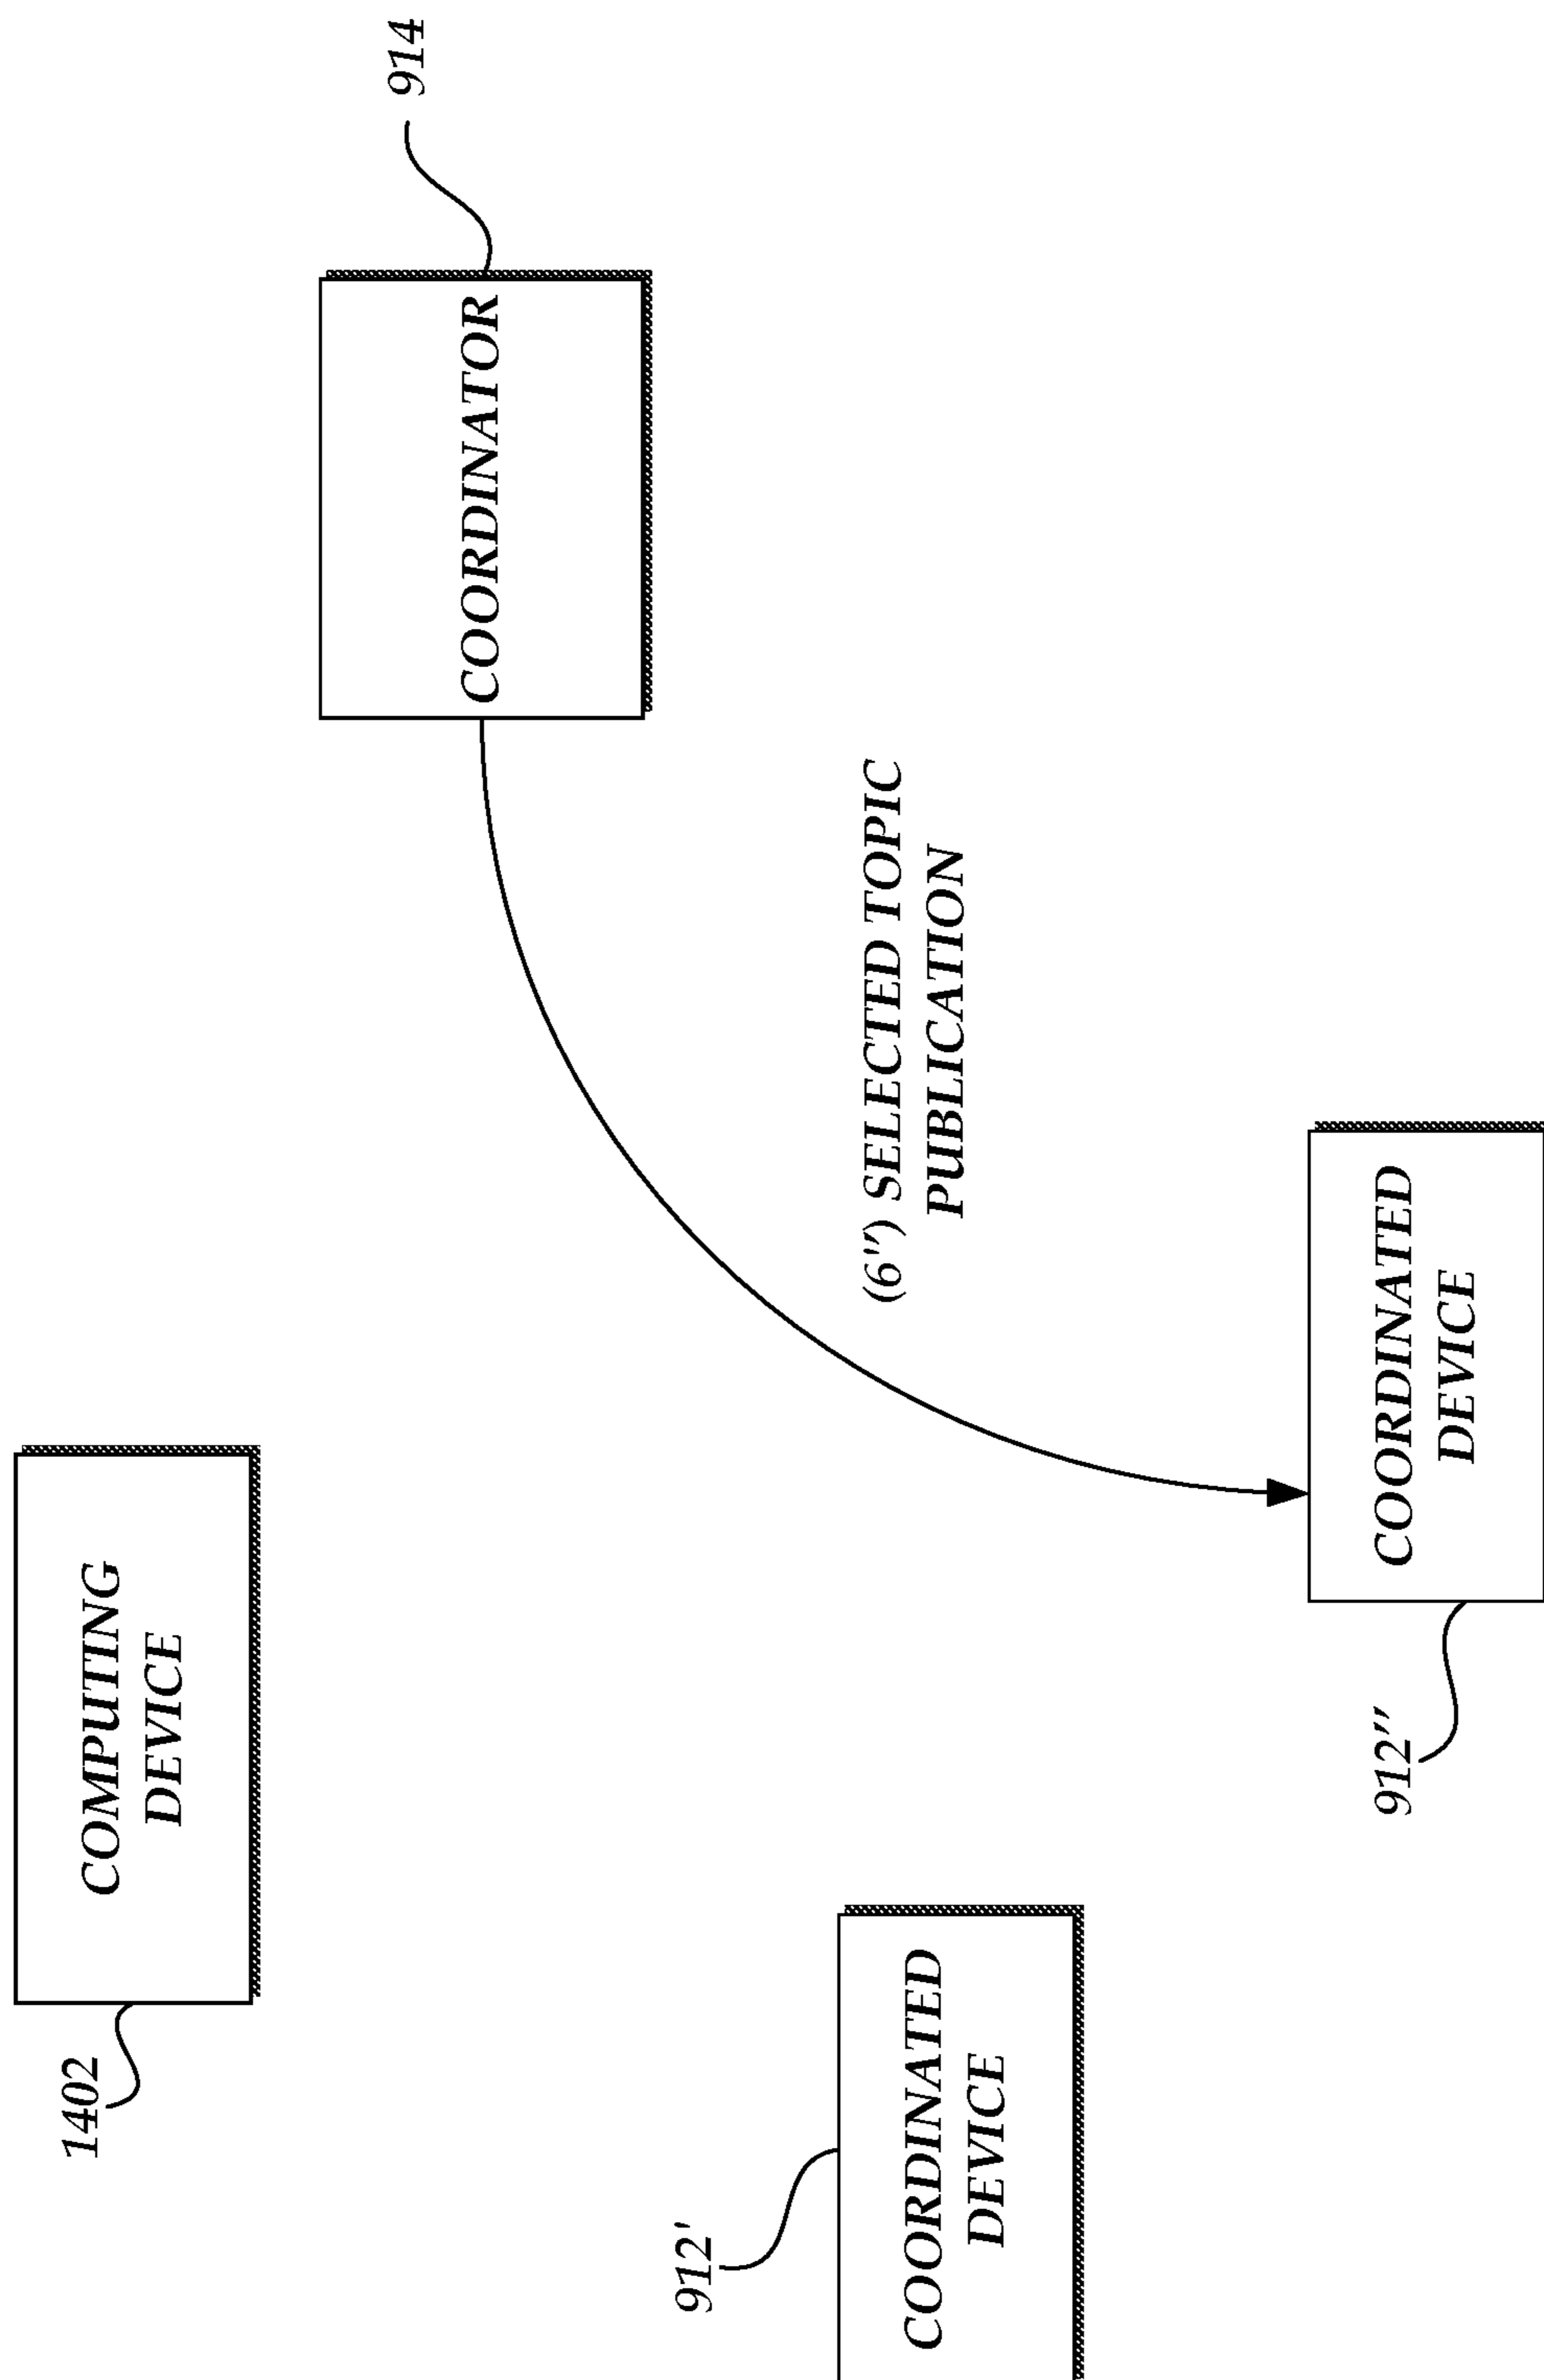 1402
COMPUTING
DEVICE
914
COORDINATOR
912'
COORDINATED
DEVICE
(6'') SELECTED TOPIC
PUBLICATION
912''
COORDINATED
DEVICE